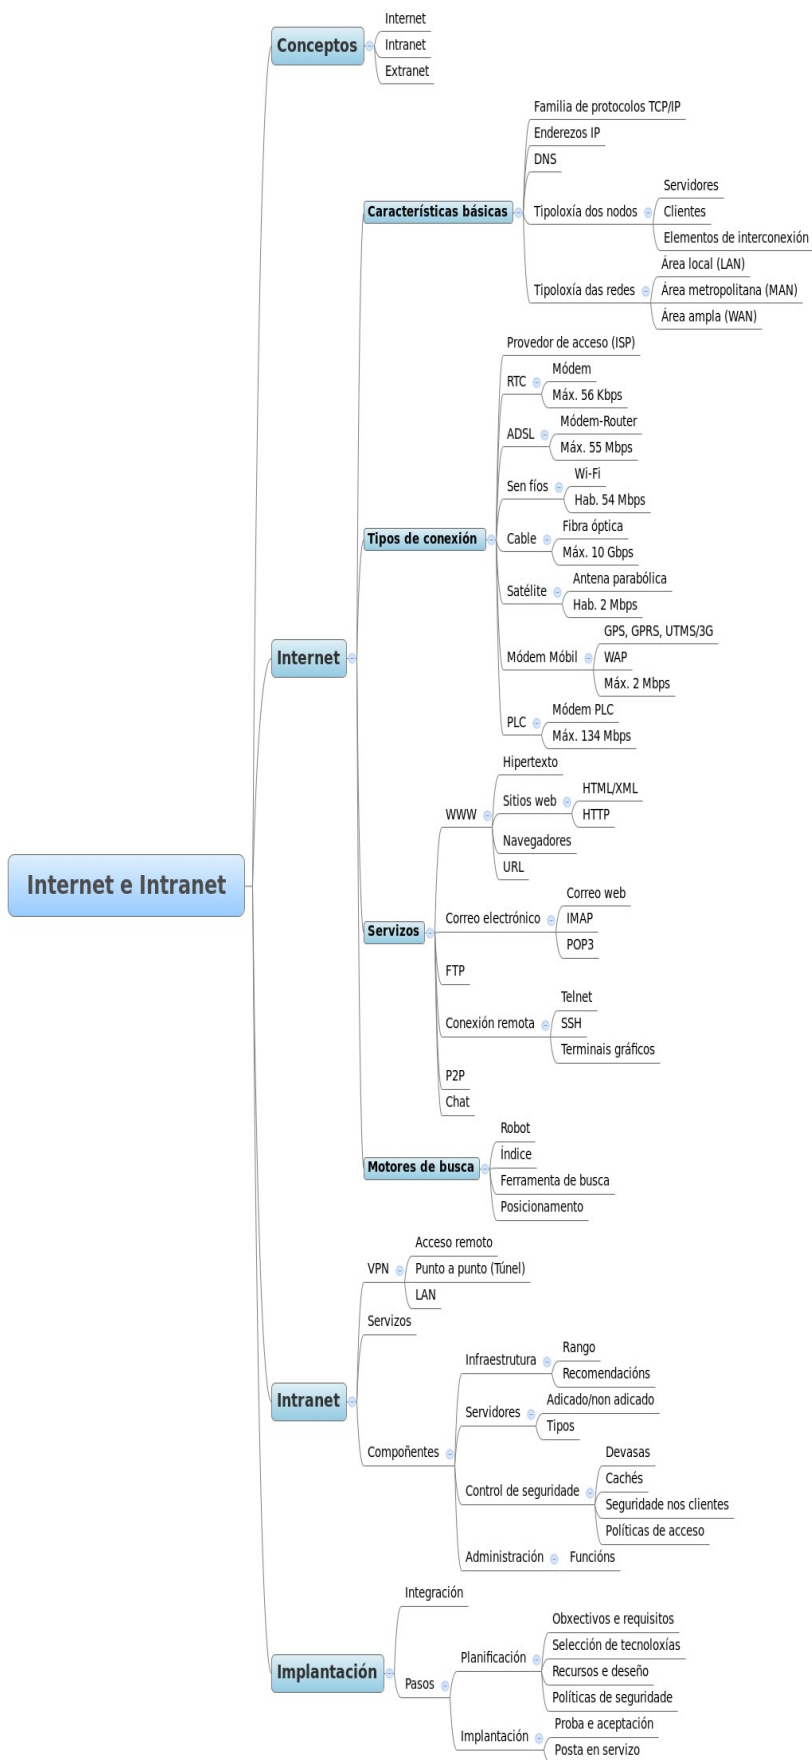 Internet e Intranet
Conceptos
Internet
Intranet
Extranet
Internet
Características básicas
Familia de protocolos TCP/IP
Enderezos IP
DNS
Tipoloxía dos nodos
Servidores
Clientes
Elementos de interconexión
Tipoloxía das redes
Área local (LAN)
Área metropolitana (MAN)
Área ampla (WAN)
Tipos de conexión
Provedor de acceso (ISP)
RTC
Módem
Máx. 56 Kbps
ADSL
Módem-Router
Máx. 55 Mbps
Sen fíos
Wi-Fi
Hab. 54 Mbps
Cable
Fibra óptica
Máx. 10 Gbps
Satélite
Antena parabólica
Hab. 2 Mbps
Módem Móbil
GPS, GPRS, UTMS/3G
WAP
Máx. 2 Mbps
PLC
Módem PLC
Máx. 134 Mbps
Servizos
WWW
Hipertexto
Sitios web
HTML/XML
HTTP
Navegadores
URL
Correo electrónico
Correo web
IMAP
POP3
FTP
Conexión remota
Telnet
SSH
Terminais gráficos
P2P
Chat
Motores de busca
Robot
Índice
Ferramenta de busca
Posicionamento
Intranet
VPN
Acceso remoto
Punto a punto (Túnel)
LAN
Servizos
Compoñentes
Infraestrutura
Rango
Recomendacións
Servidores
Adicado/non adicado
Tipos
Control de seguridade
Devasas
Cachés
Seguridade nos clientes
Políticas de acceso
Administración
Funcións
Implantación
Integración
Pasos
Planificación
Obxectivos e requisitos
Selección de tecnoloxías
Recursos e deseño
Políticas de seguridade
Implantación
Proba e aceptación
Posta en servizo